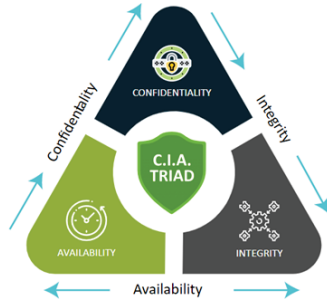 CONFIDENTIALITY
Confidentality
Integrity
C.I.A.
TRIAD
AVAILABILITY
INTEGRITY
Availability